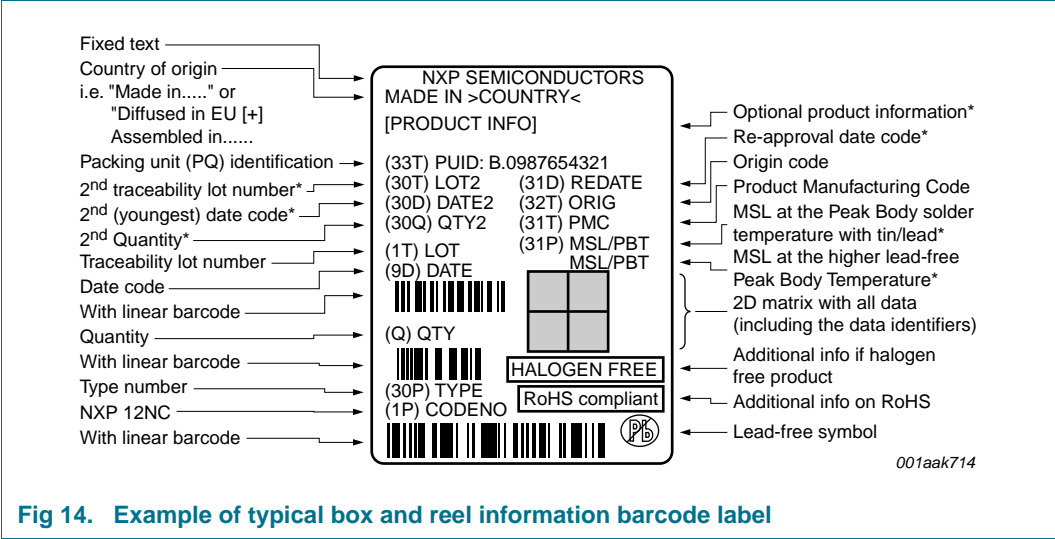 Fixed text
Country of origin
i.e. "Made in....." or
"Diffused in EU [+]
Assembled in......
Packing unit (PQ) identification
2nd traceability lot number*
2nd (youngest) date code*
2nd Quantity*
Traceability lot number
Date code
With linear barcode
Quantity
With linear barcode
Type number
NXP 12NC
With linear barcode
NXP SEMICONDUCTORS
MADE IN >COUNTRY<
[PRODUCT INFO]
(33T) PUID: B.0987654321
(30T) LOT2 (31D) REDATE
(30D) DATE2 (32T) ORIG
(30Q) QTY2 (31T) PMC
(31P) MSL/PBT
(1T) LOT MSL/PBT
(9D) DATE
(Q) QTY
HALOGEN FREE
(30P) TYPE
RoHS compliant
(1P) CODENO
Pb
Optional product information*
Re-approval date code*
Origin code
Product Manufacturing Code
MSL at the Peak Body solder
temperature with tin/lead*
MSL at the higher lead-free
Peak Body Temperature*
2D matrix with all data
(including the data identifiers)
Additional info if halogen
free product
Additional info on RoHS
Lead-free symbol
001aak714
Fig 14. Example of typical box and reel information barcode label